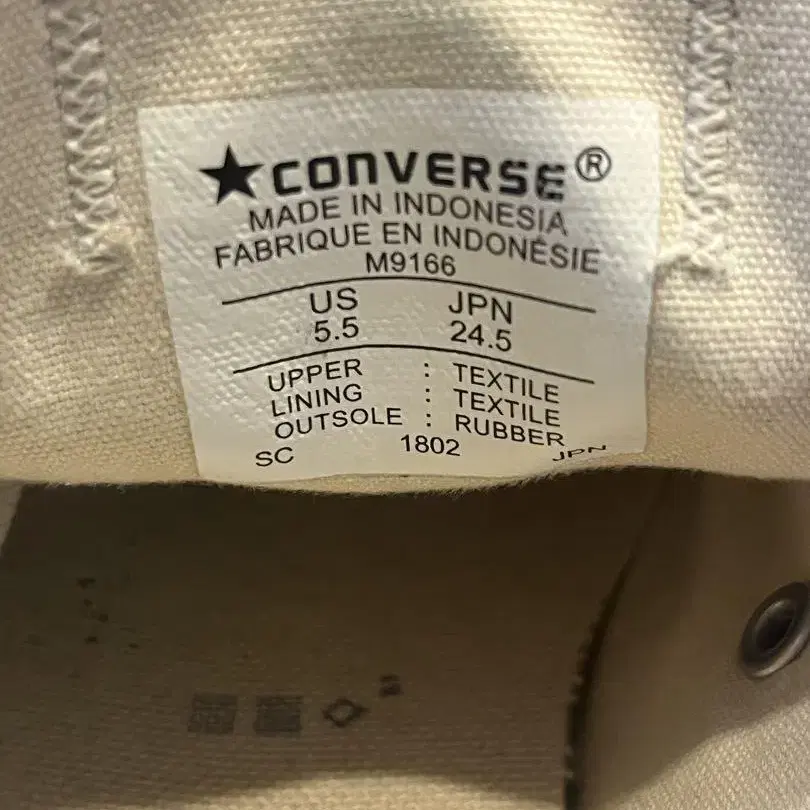 ★CONVERSE®
MADE IN INDONESIA
FABRIQUE EN INDONÉSIE
M9166
US JPN
5.5 24.5
UPPER : TEXTILE
LINING : TEXTILE
OUTSOLE : RUBBER
SC 1802 JPN